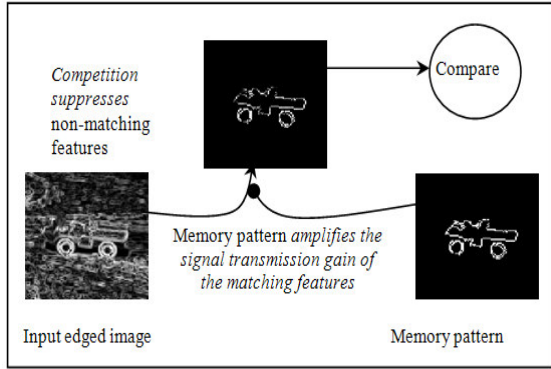 Competition
suppresses
non-matching
features
Compare
Memory pattern amplifies the
signal transmission gain of
the matching features
Input edged image
Memory pattern